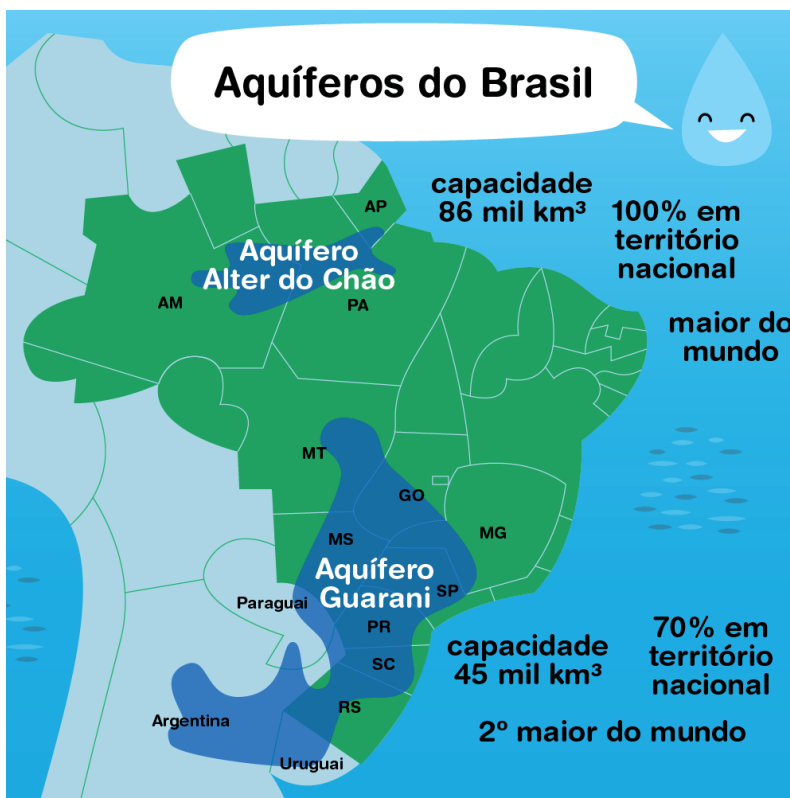 Aquíferos do Brasil
capacidade
86 mil km³
100% em
território
nacional
maior do
mundo
AP
Aquífero
Alter do Chão
AM
PA
MT
GO
MS
MG
Aquífero
Guarani
SP
Paraguai
PR
SC
RS
Argentina
Uruguai
capacidade
45 mil km³
70% em
território
nacional
2º maior do mundo